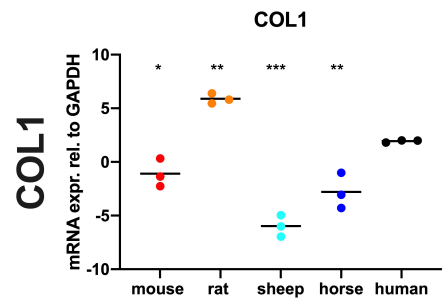 COL1
COL1
mRNA expr. rel. to GAPDH
10
5
0
-5
-10
* ** *** **
mouse rat sheep horse human